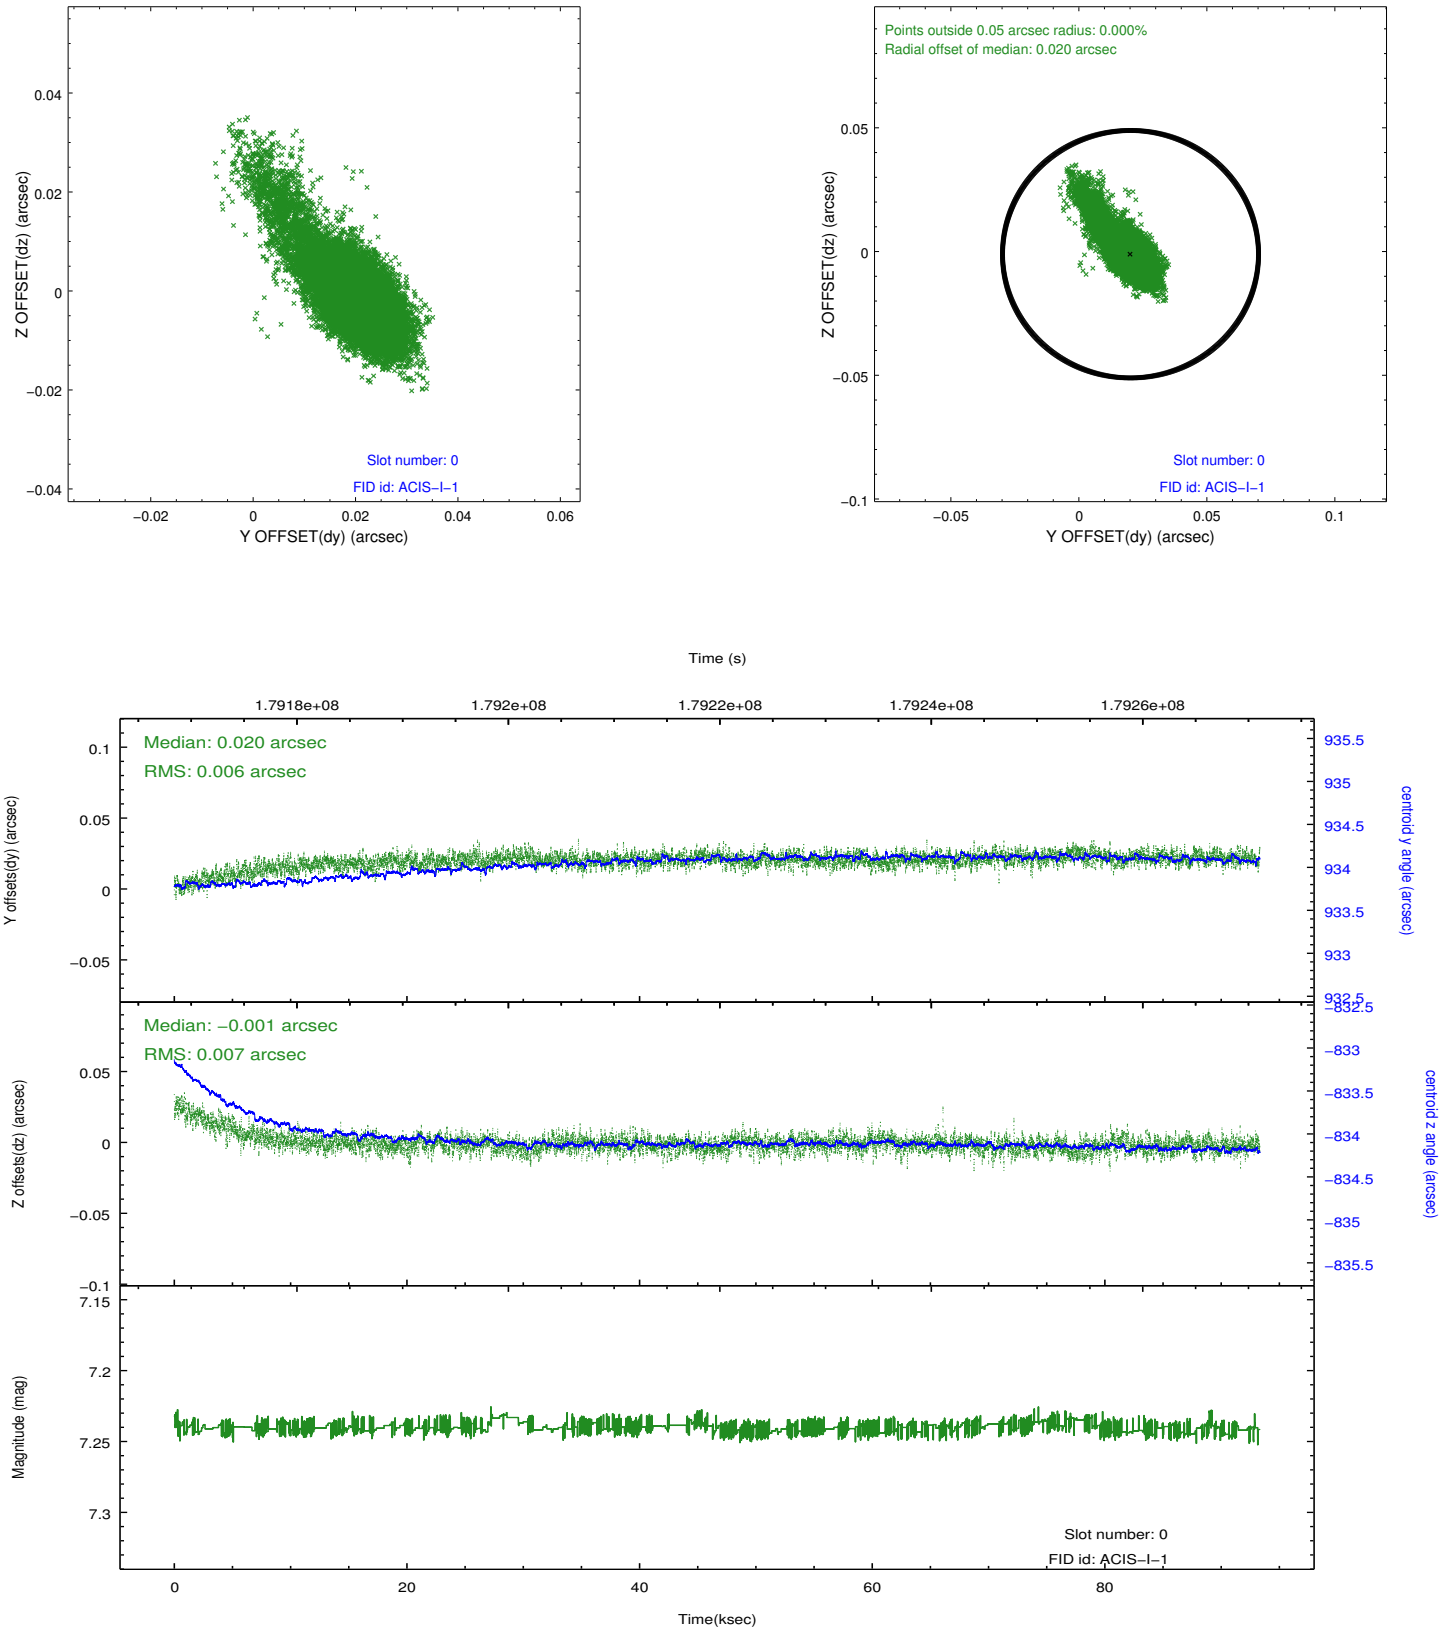 0.04
0.02
0
−0.02
−0.04
Z OFFSET(dz) (arcsec)
Slot number: 0
FID id: ACIS−I−1
−0.02
0
0.02
0.04
0.06
Y OFFSET(dy) (arcsec)
Points outside 0.05 arcsec radius: 0.000%
Radial offset of median: 0.020 arcsec
0.05
0
−0.05
−0.1
Z OFFSET(dz) (arcsec)
Slot number: 0
FID id: ACIS−I−1
−0.05
0
0.05
0.1
Y OFFSET(dy) (arcsec)
Time (s)
1.7918e+08
1.792e+08
1.7922e+08
1.7924e+08
1.7926e+08
Median: 0.020 arcsec
RMS: 0.006 arcsec
0.1
0.05
0
−0.05
Y offsets(dy) (arcsec)
935.5
935
934.5
934
933.5
933
932.5
centroid y angle (arcsec)
Median: −0.001 arcsec
RMS: 0.007 arcsec
0.05
0
−0.05
−0.1
Z offsets(dz) (arcsec)
−832.5
−833
−833.5
−834
−834.5
−835
−835.5
centroid z angle (arcsec)
7.15
7.2
7.25
7.3
Magnitude (mag)
Slot number: 0
FID id: ACIS−I−1
0
20
40
60
80
Time(ksec)